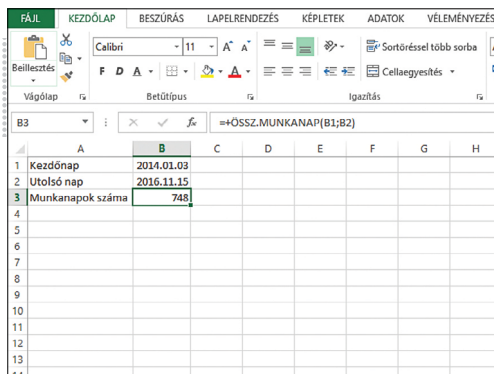 FÁJL KEZDŐLAP BESZÚRÁS LAPELRENDEZÉS KÉPLETEK ADATOK VÉLEMÉNYEZÉS
Calibri 11 A A Sortöréssel több sorba
Beillesztés F D A A Cellaegyesítés
Vágólap Betűtípus Igazítás
B3 fx =+ÖSSZ.MUNKANAP(B1;B2)
A B C D E F G H
1 Kezdőnap 2014.01.03
2 Utolsó nap 2016.11.15
3 Munkanapok száma 748
4
5
6
7
8
9
10
11
12
13